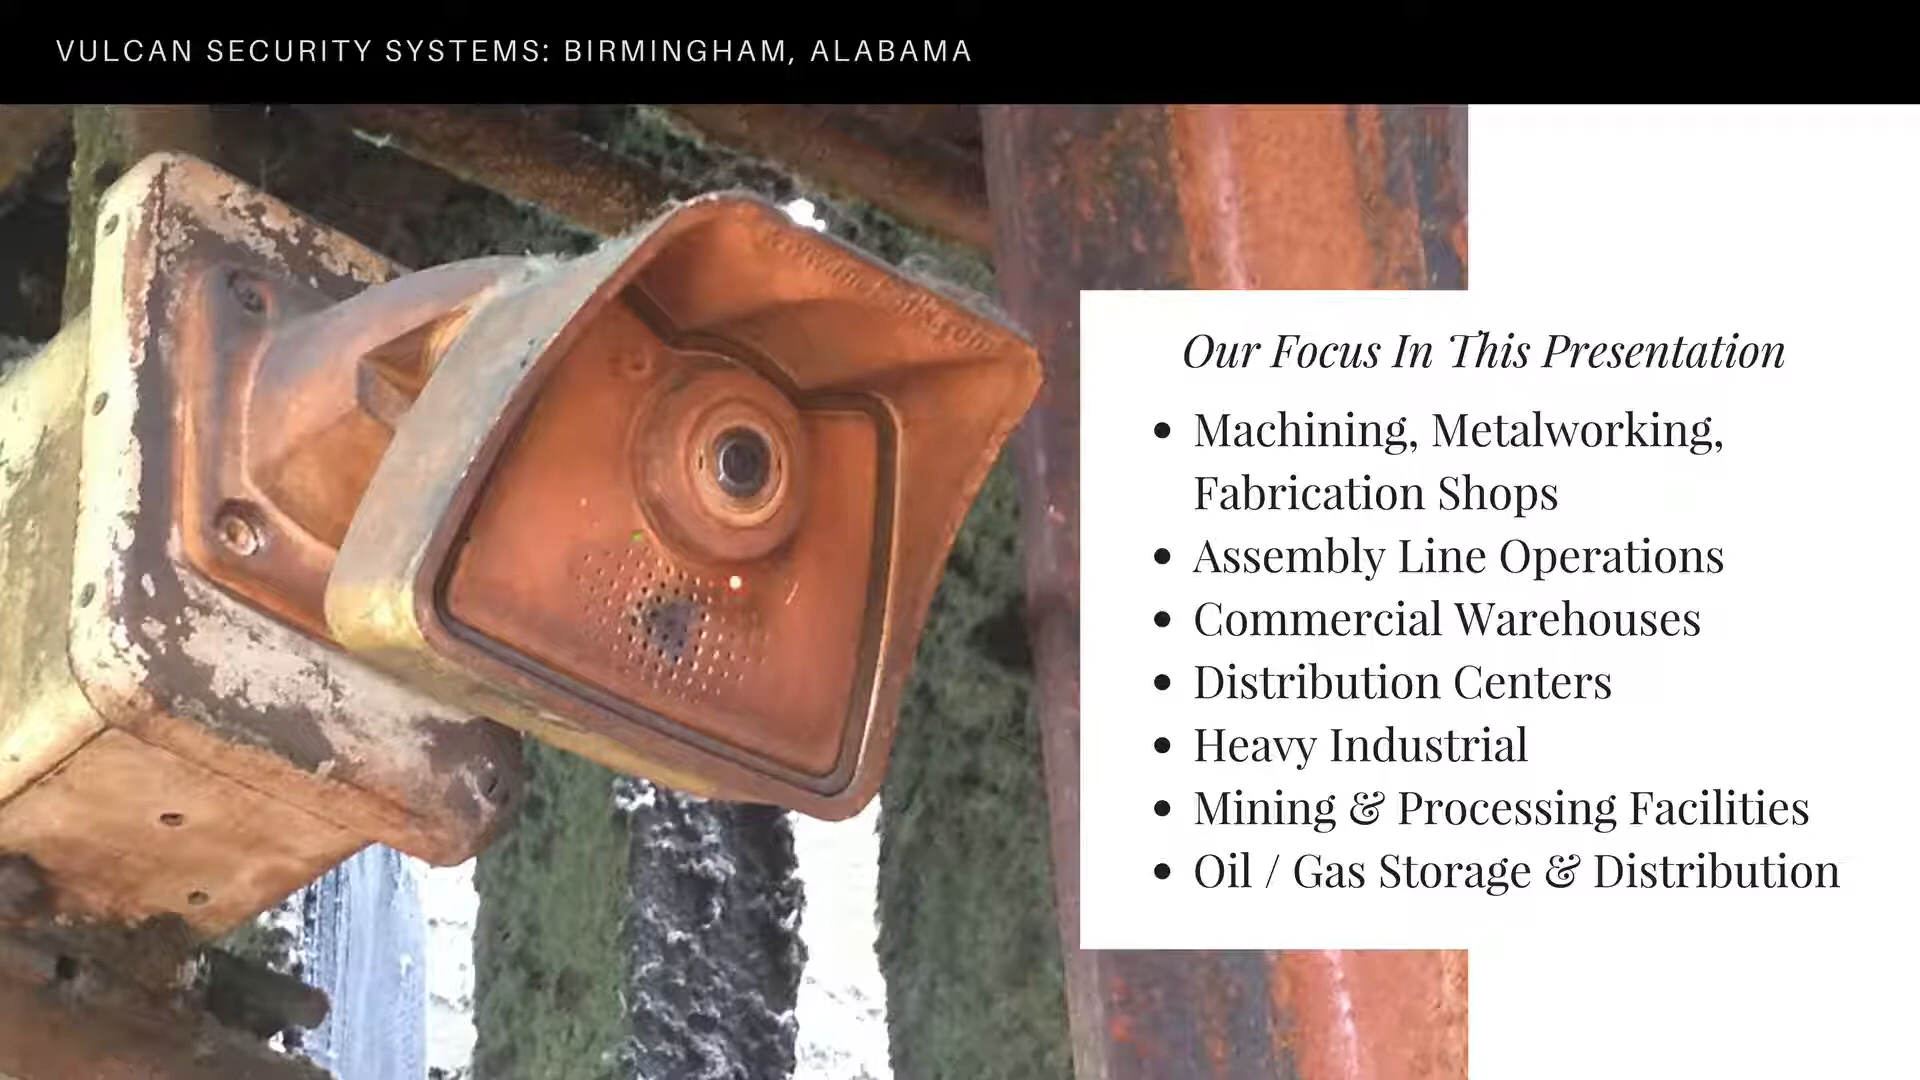 VULCAN SECURITY SYSTEMS: BIRMINGHAM, ALABAMA
Our Focus In This Presentation
• Machining, Metalworking,
Fabrication Shops
• Assembly Line Operations
• Commercial Warehouses
• Distribution Centers
• Heavy Industrial
• Mining & Processing Facilities
• Oil / Gas Storage & Distribution